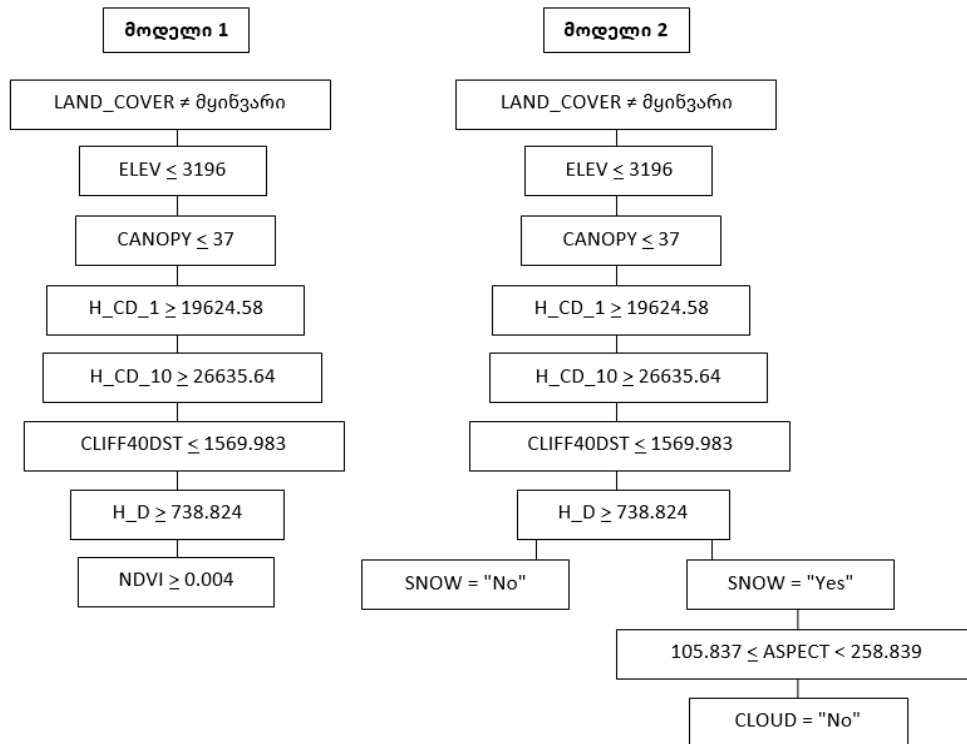 მოდელი 1
LAND_COVER ≠ მყინვარი
ELEV ≤ 3196
CANOPY ≤ 37
H_CD_1 ≥ 19624.58
H_CD_10 ≥ 26635.64
CLIFF40DST ≤ 1569.983
H_D ≥ 738.824
NDVI ≥ 0.004
მოდელი 2
LAND_COVER ≠ მყინვარი
ELEV ≤ 3196
CANOPY ≤ 37
H_CD_1 ≥ 19624.58
H_CD_10 ≥ 26635.64
CLIFF40DST ≤ 1569.983
H_D ≥ 738.824
SNOW = "No"
SNOW = "Yes"
105.837 ≤ ASPECT < 258.839
CLOUD = "No"